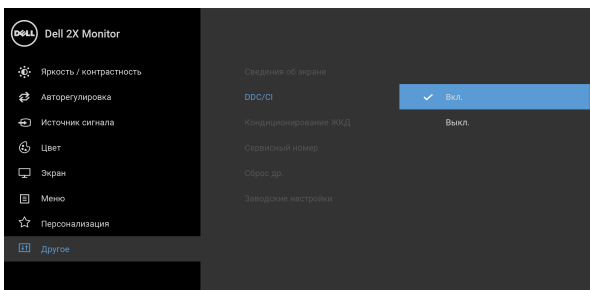 DELL Dell 2X Monitor
Яркость / контрастность
Авторегулировка
Источник сигнала
Цвет
Экран
Меню
Персонализация
Другое
Сведения об экране
DDC/CI
Кондиционирование ЖКД
Сервисный номер
Сброс др.
Заводские настройки
Вкл.
Выкл.